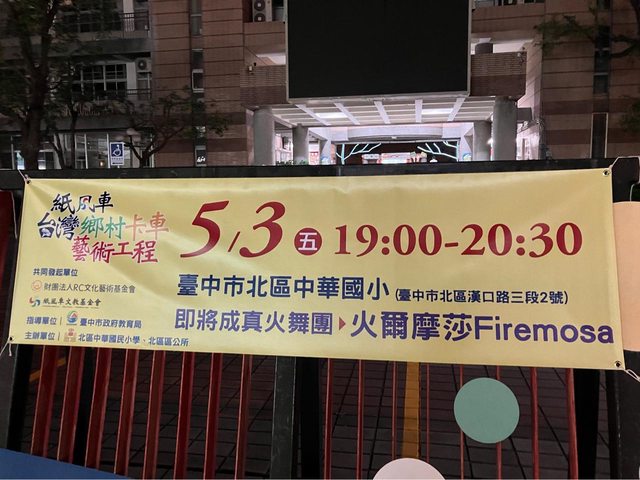 紙風車
台灣鄉村卡車
藝術工程
5/3 五 19:00-20:30
共同發起單位
財團法人RC文化藝術基金會
紙風車文教基金會
指導單位 臺中市政府教育局
主辦單位 北區中華國民小學、北區區公所
臺中市北區中華國小 (臺中市北區漢口路三段2號)
即將成真火舞團 火爾摩莎Firemosa